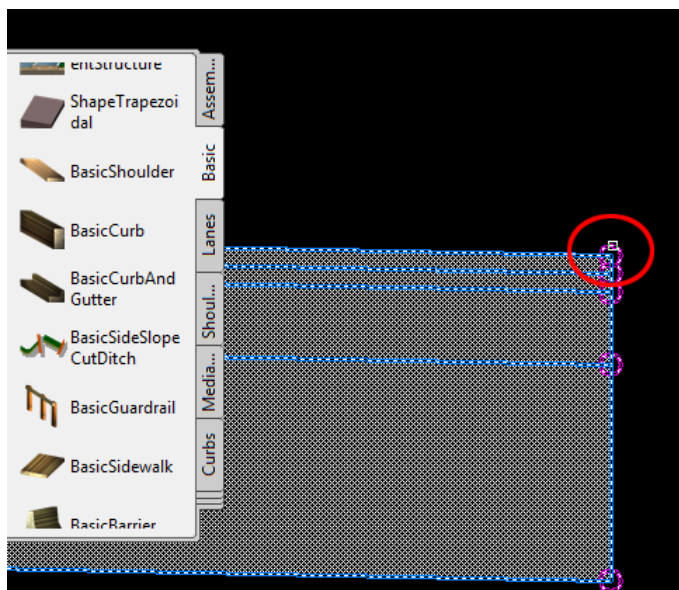 entStructure
ShapeTrapezoi
dal
BasicShoulder
BasicCurb
BasicCurbAnd
Gutter
BasicSideSlope
CutDitch
BasicGuardrail
BasicSidewalk
BasicBarrier
Assem...
Basic
Lanes
Shoul...
Media...
Curbs